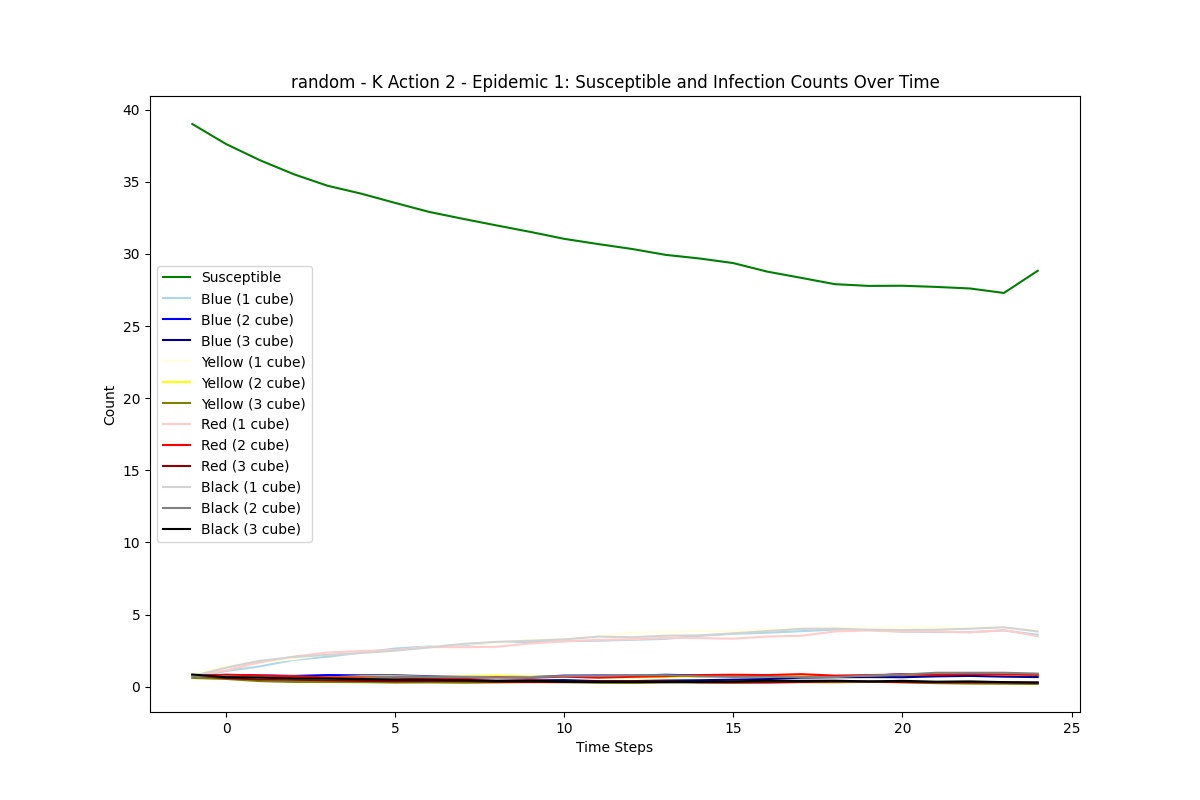 random - K Action 2 - Epidemic 1: Susceptible and Infection Counts Over Time
40
35
30
25
20
15
10
5
0
Count
Susceptible
Blue (1 cube)
Blue (2 cube)
Blue (3 cube)
Yellow (1 cube)
Yellow (2 cube)
Yellow (3 cube)
Red (1 cube)
Red (2 cube)
Red (3 cube)
Black (1 cube)
Black (2 cube)
Black (3 cube)
0 5 10 15 20 25
Time Steps